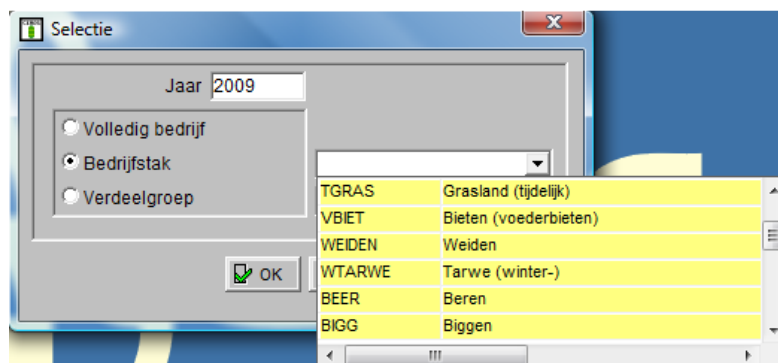 Selectie
Jaar 2009
Volledig bedrijf
Bedrijfstak
Verdeelgroep
TGRAS Grasland (tijdelijk)
VBIET Bieten (voederbieten)
WEIDEN Weiden
WTARWE Tarwe (winter-)
BEER Beren
BIGG Biggen
OK